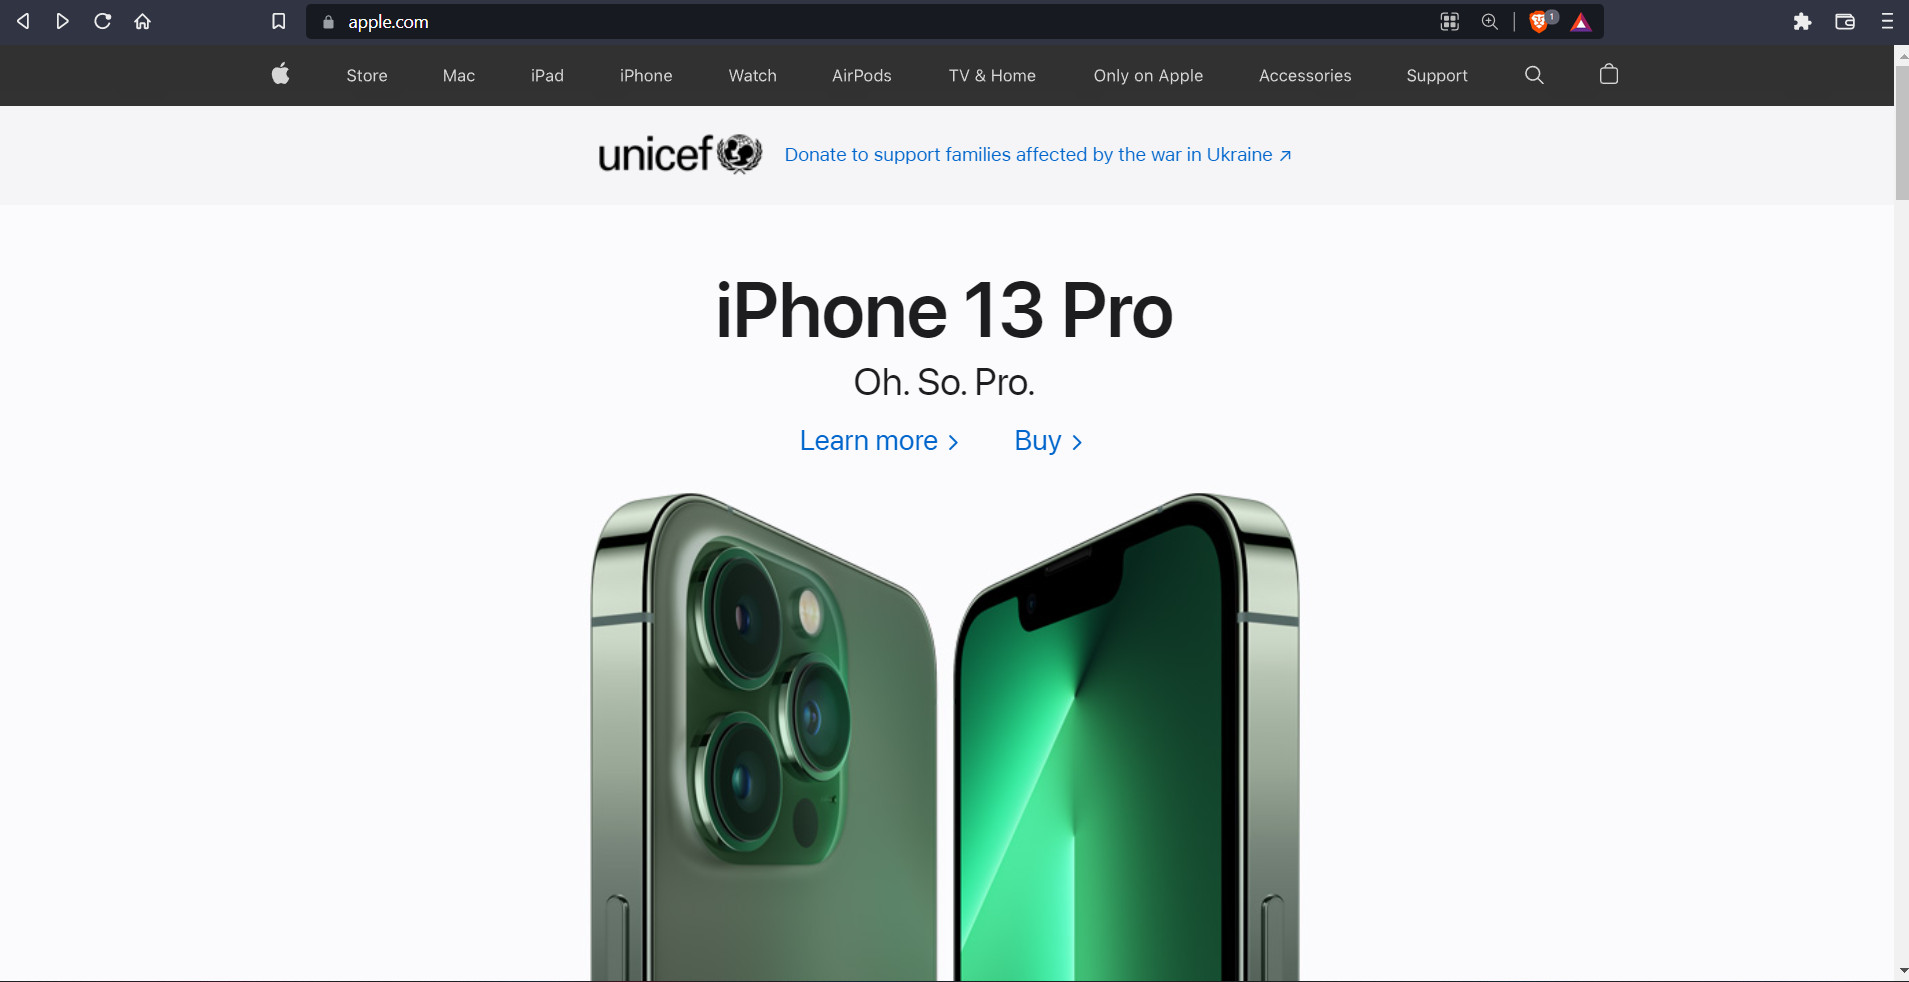 apple.com
1
Store Mac iPad iPhone Watch AirPods TV & Home Only on Apple Accessories Support
unicef Donate to support families affected by the war in Ukraine ↗
iPhone 13 Pro
Oh. So. Pro.
Learn more > Buy >